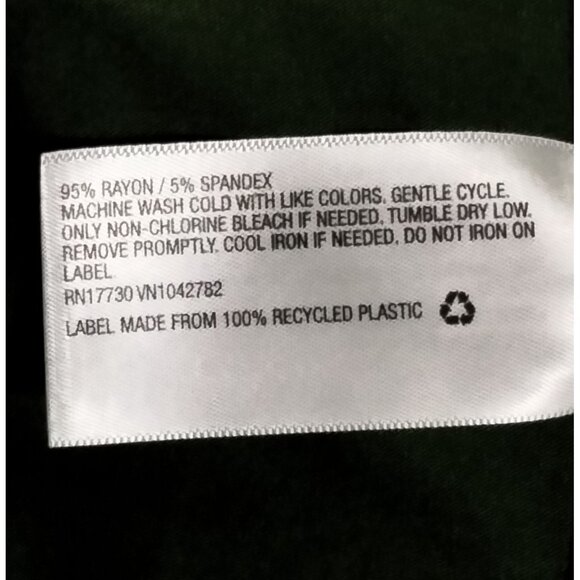 95% RAYON / 5% SPANDEX
MACHINE WASH COLD WITH LIKE COLORS. GENTLE CYCLE.
ONLY NON-CHLORINE BLEACH IF NEEDED. TUMBLE DRY LOW.
REMOVE PROMPTLY. COOL IRON IF NEEDED. DO NOT IRON ON
LABEL
RN17730 VN1042782
LABEL MADE FROM 100% RECYCLED PLASTIC